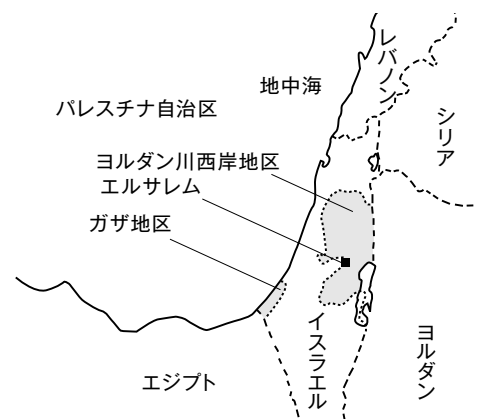 レバノン
地中海
パレスチナ自治区
シリア
ヨルダン川西岸地区
エルサレム
ガザ地区
イスラエル
ヨルダン
エジプト